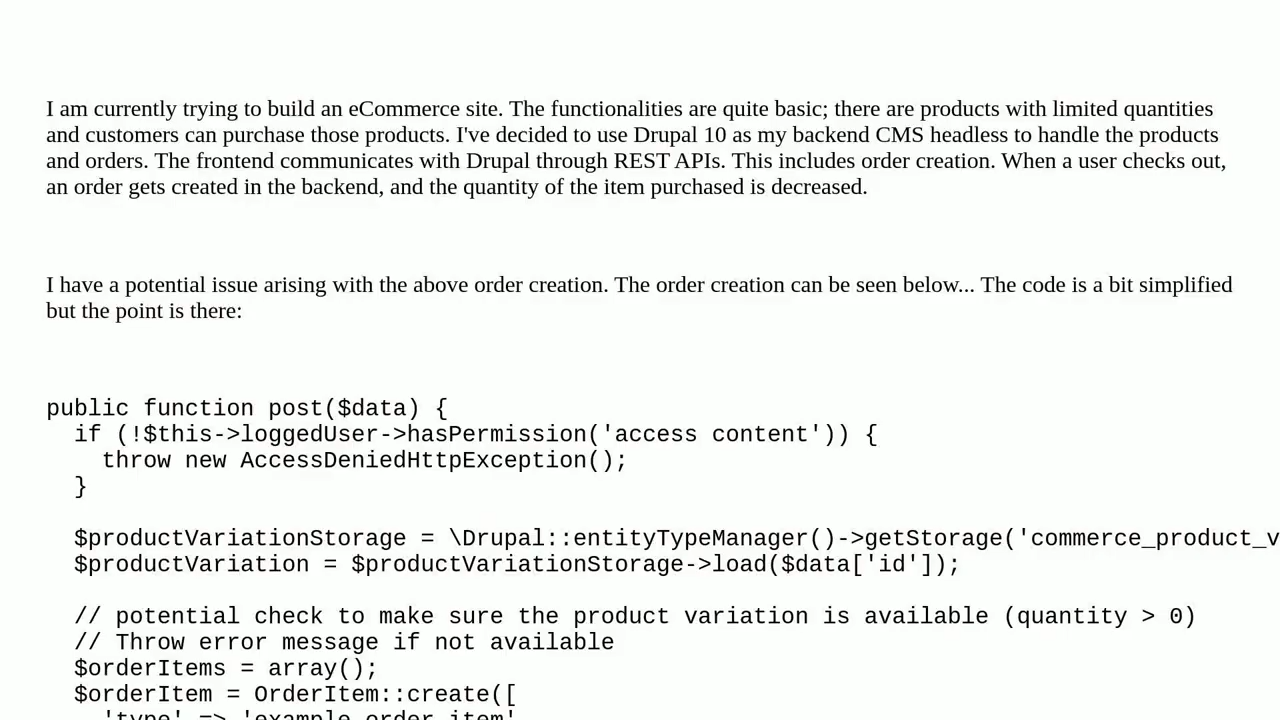 I am currently trying to build an eCommerce site. The functionalities are quite basic; there are products with limited quantities
and customers can purchase those products. I've decided to use Drupal 10 as my backend CMS headless to handle the products
and orders. The frontend communicates with Drupal through REST APIs. This includes order creation. When a user checks out,
an order gets created in the backend, and the quantity of the item purchased is decreased.
I have a potential issue arising with the above order creation. The order creation can be seen below... The code is a bit simplified
but the point is there:
public function post($data) {
  if (!$this->loggedUser->hasPermission('access content')) {
    throw new AccessDeniedHttpException();
  }
  $productVariationStorage = \Drupal::entityTypeManager()->getStorage('commerce_product_v
  $productVariation = $productVariationStorage->load($data['id']);
  // potential check to make sure the product variation is available (quantity > 0)
  // Throw error message if not available
  $orderItems = array();
  $orderItem = OrderItem::create([
    'type' => 'example_order_item'